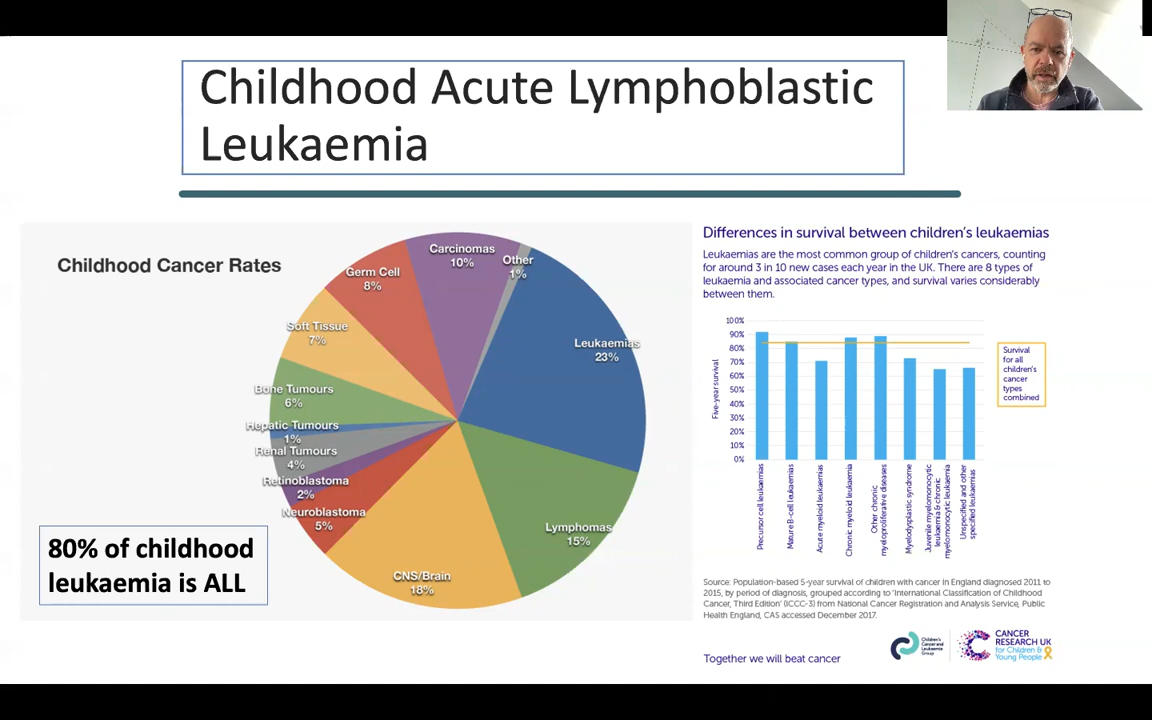 Childhood Acute Lymphoblastic
Leukaemia
Childhood Cancer Rates
Carcinomas
10%
Other
1%
Germ Cell
8%
Leukaemias
23%
Soft Tissue
7%
Bone Tumours
6%
Hepatic Tumours
1%
Renal Tumours
4%
Retinoblastoma
2%
Neuroblastoma
5%
Lymphomas
15%
CNS/Brain
18%
80% of childhood
leukaemia is ALL
Differences in survival between children's leukaemias
Leukaemias are the most common group of children's cancers, counting
for around 3 in 10 new cases each year in the UK. There are 8 types of
leukaemia and associated cancer types, and survival varies considerably
between them.
Five-year survival
100%
90%
80%
70%
60%
50%
40%
30%
20%
10%
0%
Survival
for all
children's
cancer
types
combined
Precursor cell leukaemias
Mature B-cell leukaemias
Acute myeloid leukaemias
Chronic myeloid leukaemia
Other chronic
myeloproliferative diseases
Myelodysplastic syndrome
Juvenile myelomonocytic
leukaemia & chronic
myelomonocytic leukaemia
Unspecified and other
specified leukaemias
Source: Population-based 5-year survival of children with cancer in England diagnosed 2011 to
2015, by period of diagnosis, grouped according to 'International Classification of Childhood
Cancer, Third Edition' (ICCC-3) from National Cancer Registration and Analysis Service, Public
Health England, CAS accessed December 2017.
Together we will beat cancer
Children's
Cancer and
Leukaemia
Group
CANCER
RESEARCH UK
for Children &
Young People